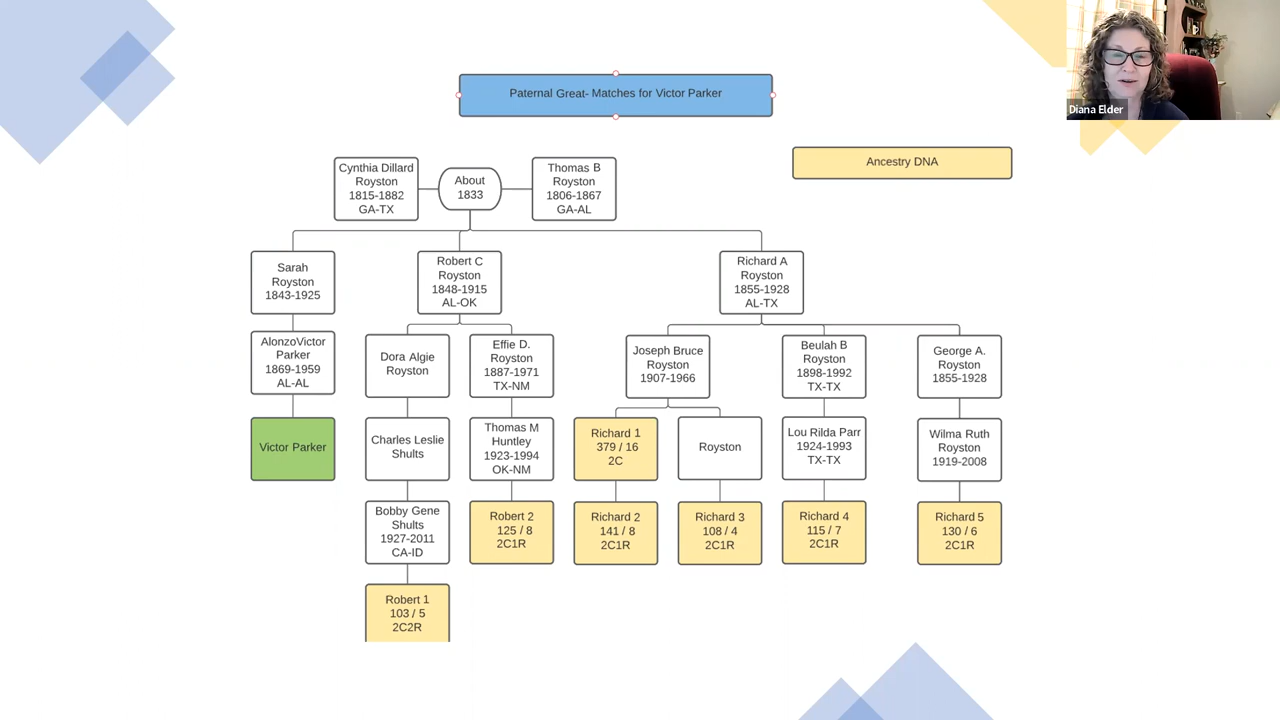 Paternal Great- Matches for Victor Parker
Diana Elder
Ancestry DNA
Cynthia Dillard
Royston
1815-1882
GA-TX
About
1833
Thomas B
Royston
1806-1867
GA-AL
Sarah
Royston
1843-1925
Robert C
Royston
1848-1915
AL-OK
Richard A
Royston
1855-1928
AL-TX
AlonzoVictor
Parker
1869-1959
AL-AL
Dora Algie
Royston
Effie D.
Royston
1887-1971
TX-NM
Joseph Bruce
Royston
1907-1966
Beulah B
Royston
1898-1992
TX-TX
George A.
Royston
1855-1928
Victor Parker
Charles Leslie
Shults
Thomas M
Huntley
1923-1994
OK-NM
Richard 1
379 / 16
2C
Royston
Lou Rilda Parr
1924-1993
TX-TX
Wilma Ruth
Royston
1919-2008
Bobby Gene
Shults
1927-2011
CA-ID
Robert 2
125 / 8
2C1R
Richard 2
141 / 8
2C1R
Richard 3
108 / 4
2C1R
Richard 4
115 / 7
2C1R
Richard 5
130 / 6
2C1R
Robert 1
103 / 5
2C2R